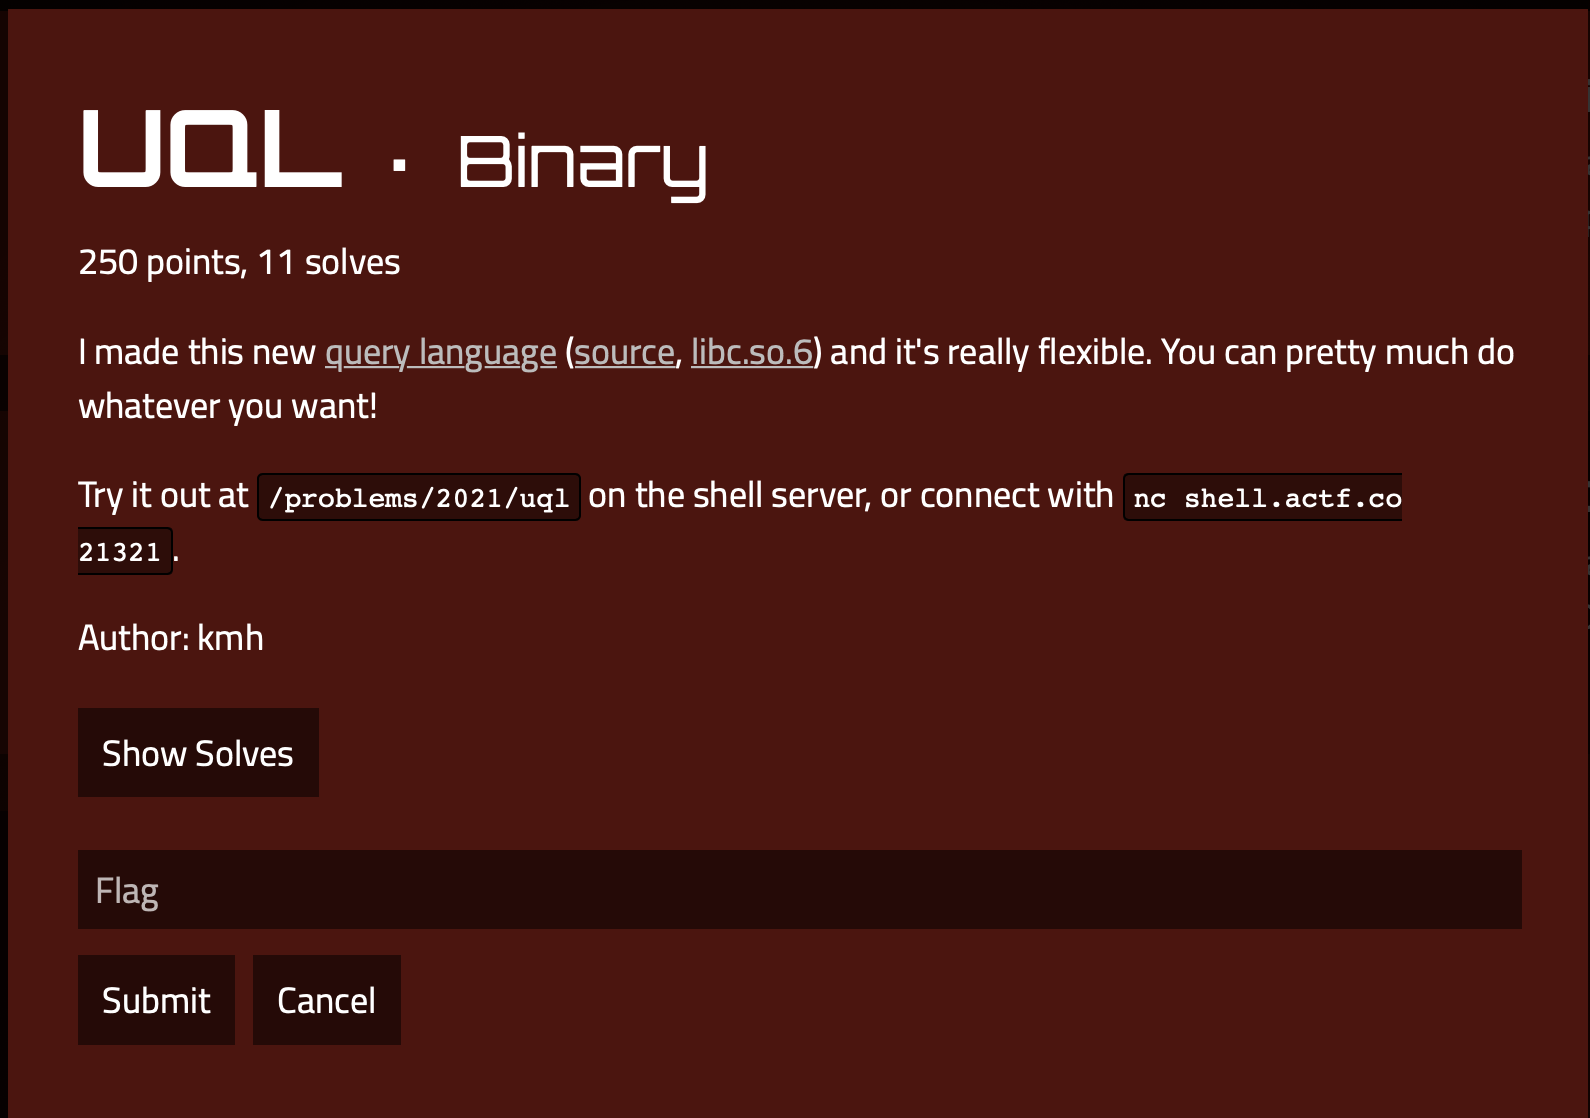 UQL · Binary
250 points, 11 solves
I made this new query language (source, libc.so.6) and it's really flexible. You can pretty much do
whatever you want!
Try it out at /problems/2021/uql on the shell server, or connect with nc shell.actf.co
21321.
Author: kmh
Show Solves
Flag
Submit Cancel